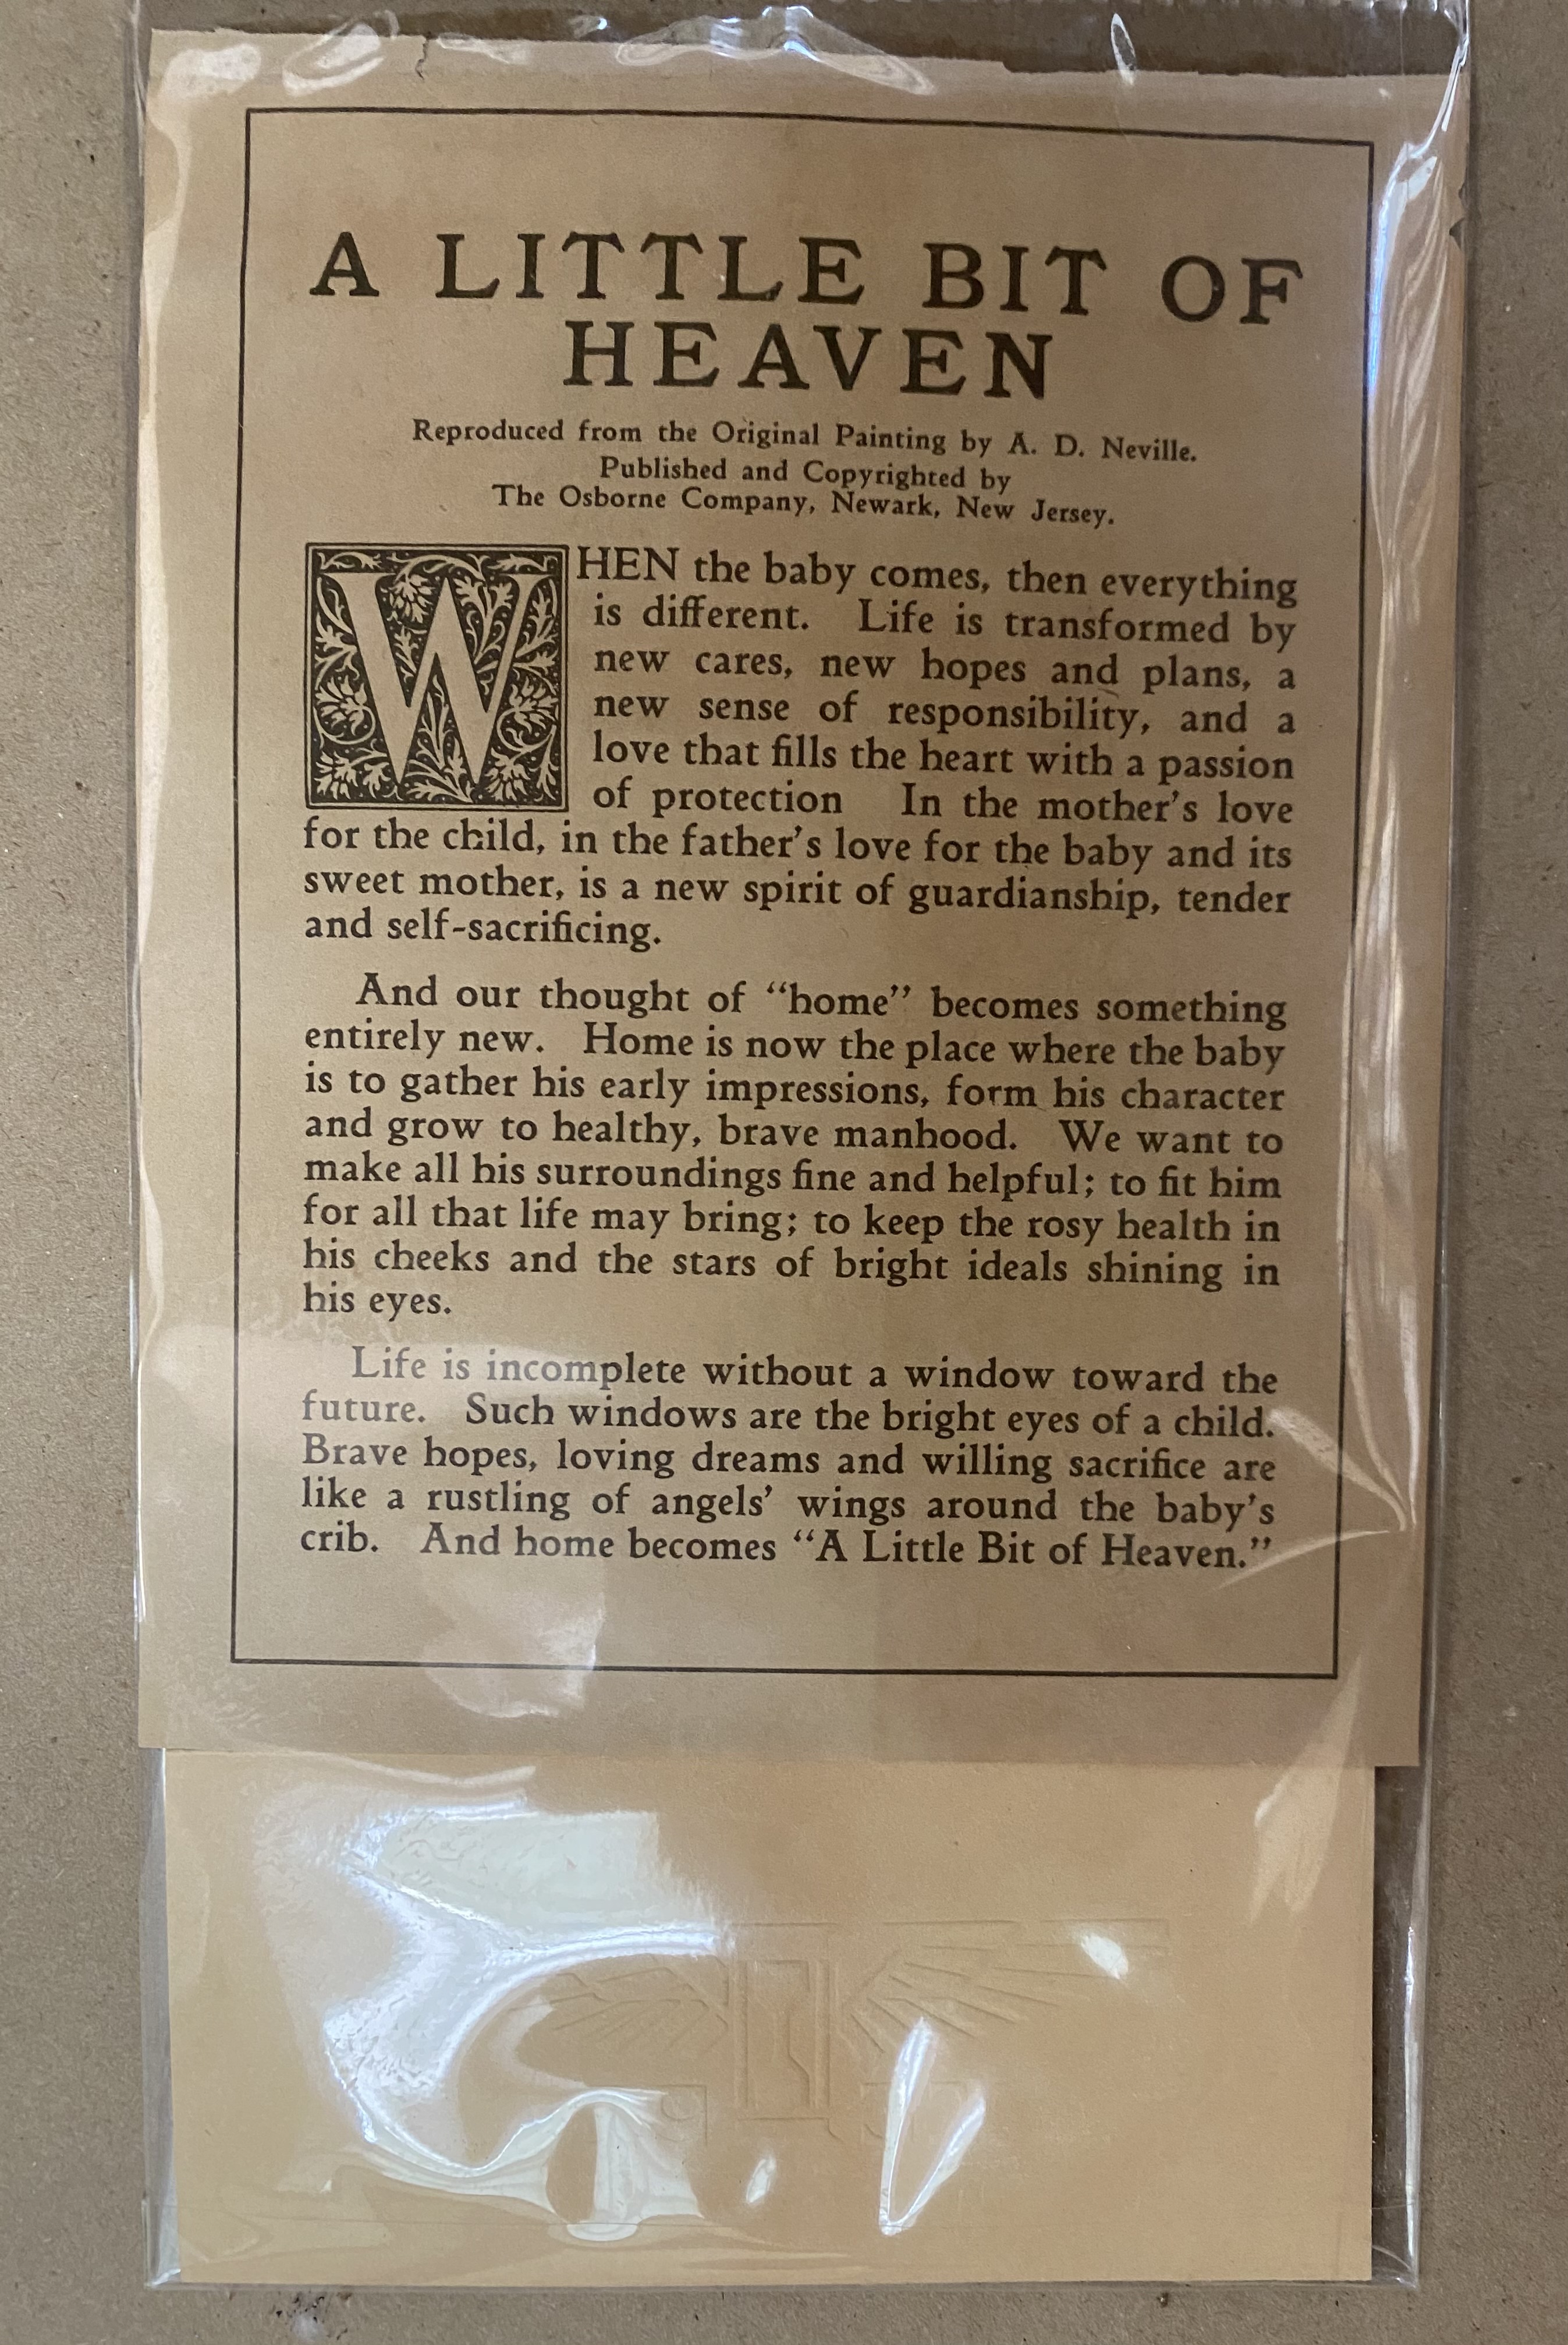 A LITTLE BIT OF
HEAVEN
Reproduced from the Original Painting by A. D. Neville.
Published and Copyrighted by
The Osborne Company, Newark, New Jersey.
WHEN the baby comes, then everything
is different. Life is transformed by
new cares, new hopes and plans, a
new sense of responsibility, and a
love that fills the heart with a passion
of protection In the mother's love
for the child, in the father's love for the baby and its
sweet mother, is a new spirit of guardianship, tender
and self-sacrificing.
And our thought of "home" becomes something
entirely new. Home is now the place where the baby
is to gather his early impressions, form his character
and grow to healthy, brave manhood. We want to
make all his surroundings fine and helpful; to fit him
for all that life may bring; to keep the rosy health in
his cheeks and the stars of bright ideals shining in
his eyes.
Life is incomplete without a window toward the
future. Such windows are the bright eyes of a child.
Brave hopes, loving dreams and willing sacrifice are
like a rustling of angels' wings around the baby's
crib. And home becomes "A Little Bit of Heaven."